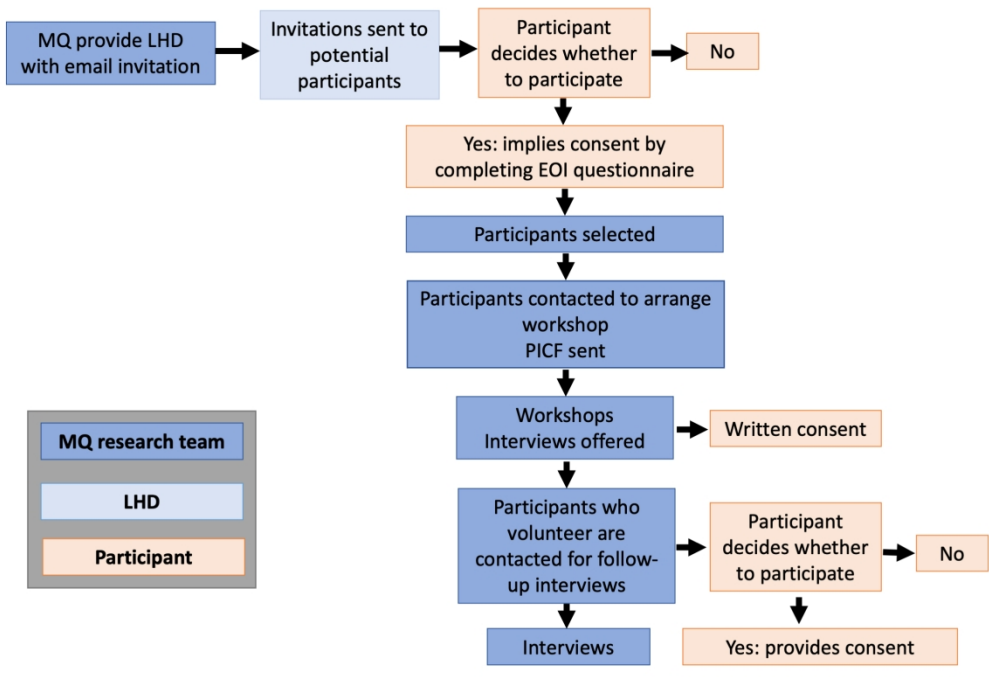 MQ provide LHD
with email invitation
Invitations sent to
potential
participants
Participant
decides whether
to participate
No
Yes: implies consent by
completing EOI questionnaire
Participants selected
Participants contacted to arrange
workshop
PICF sent
Workshops
Interviews offered
Written consent
Participants who
volunteer are
contacted for follow-
up interviews
Participant
decides whether
to participate
No
Interviews
Yes: provides consent
MQ research team
LHD
Participant